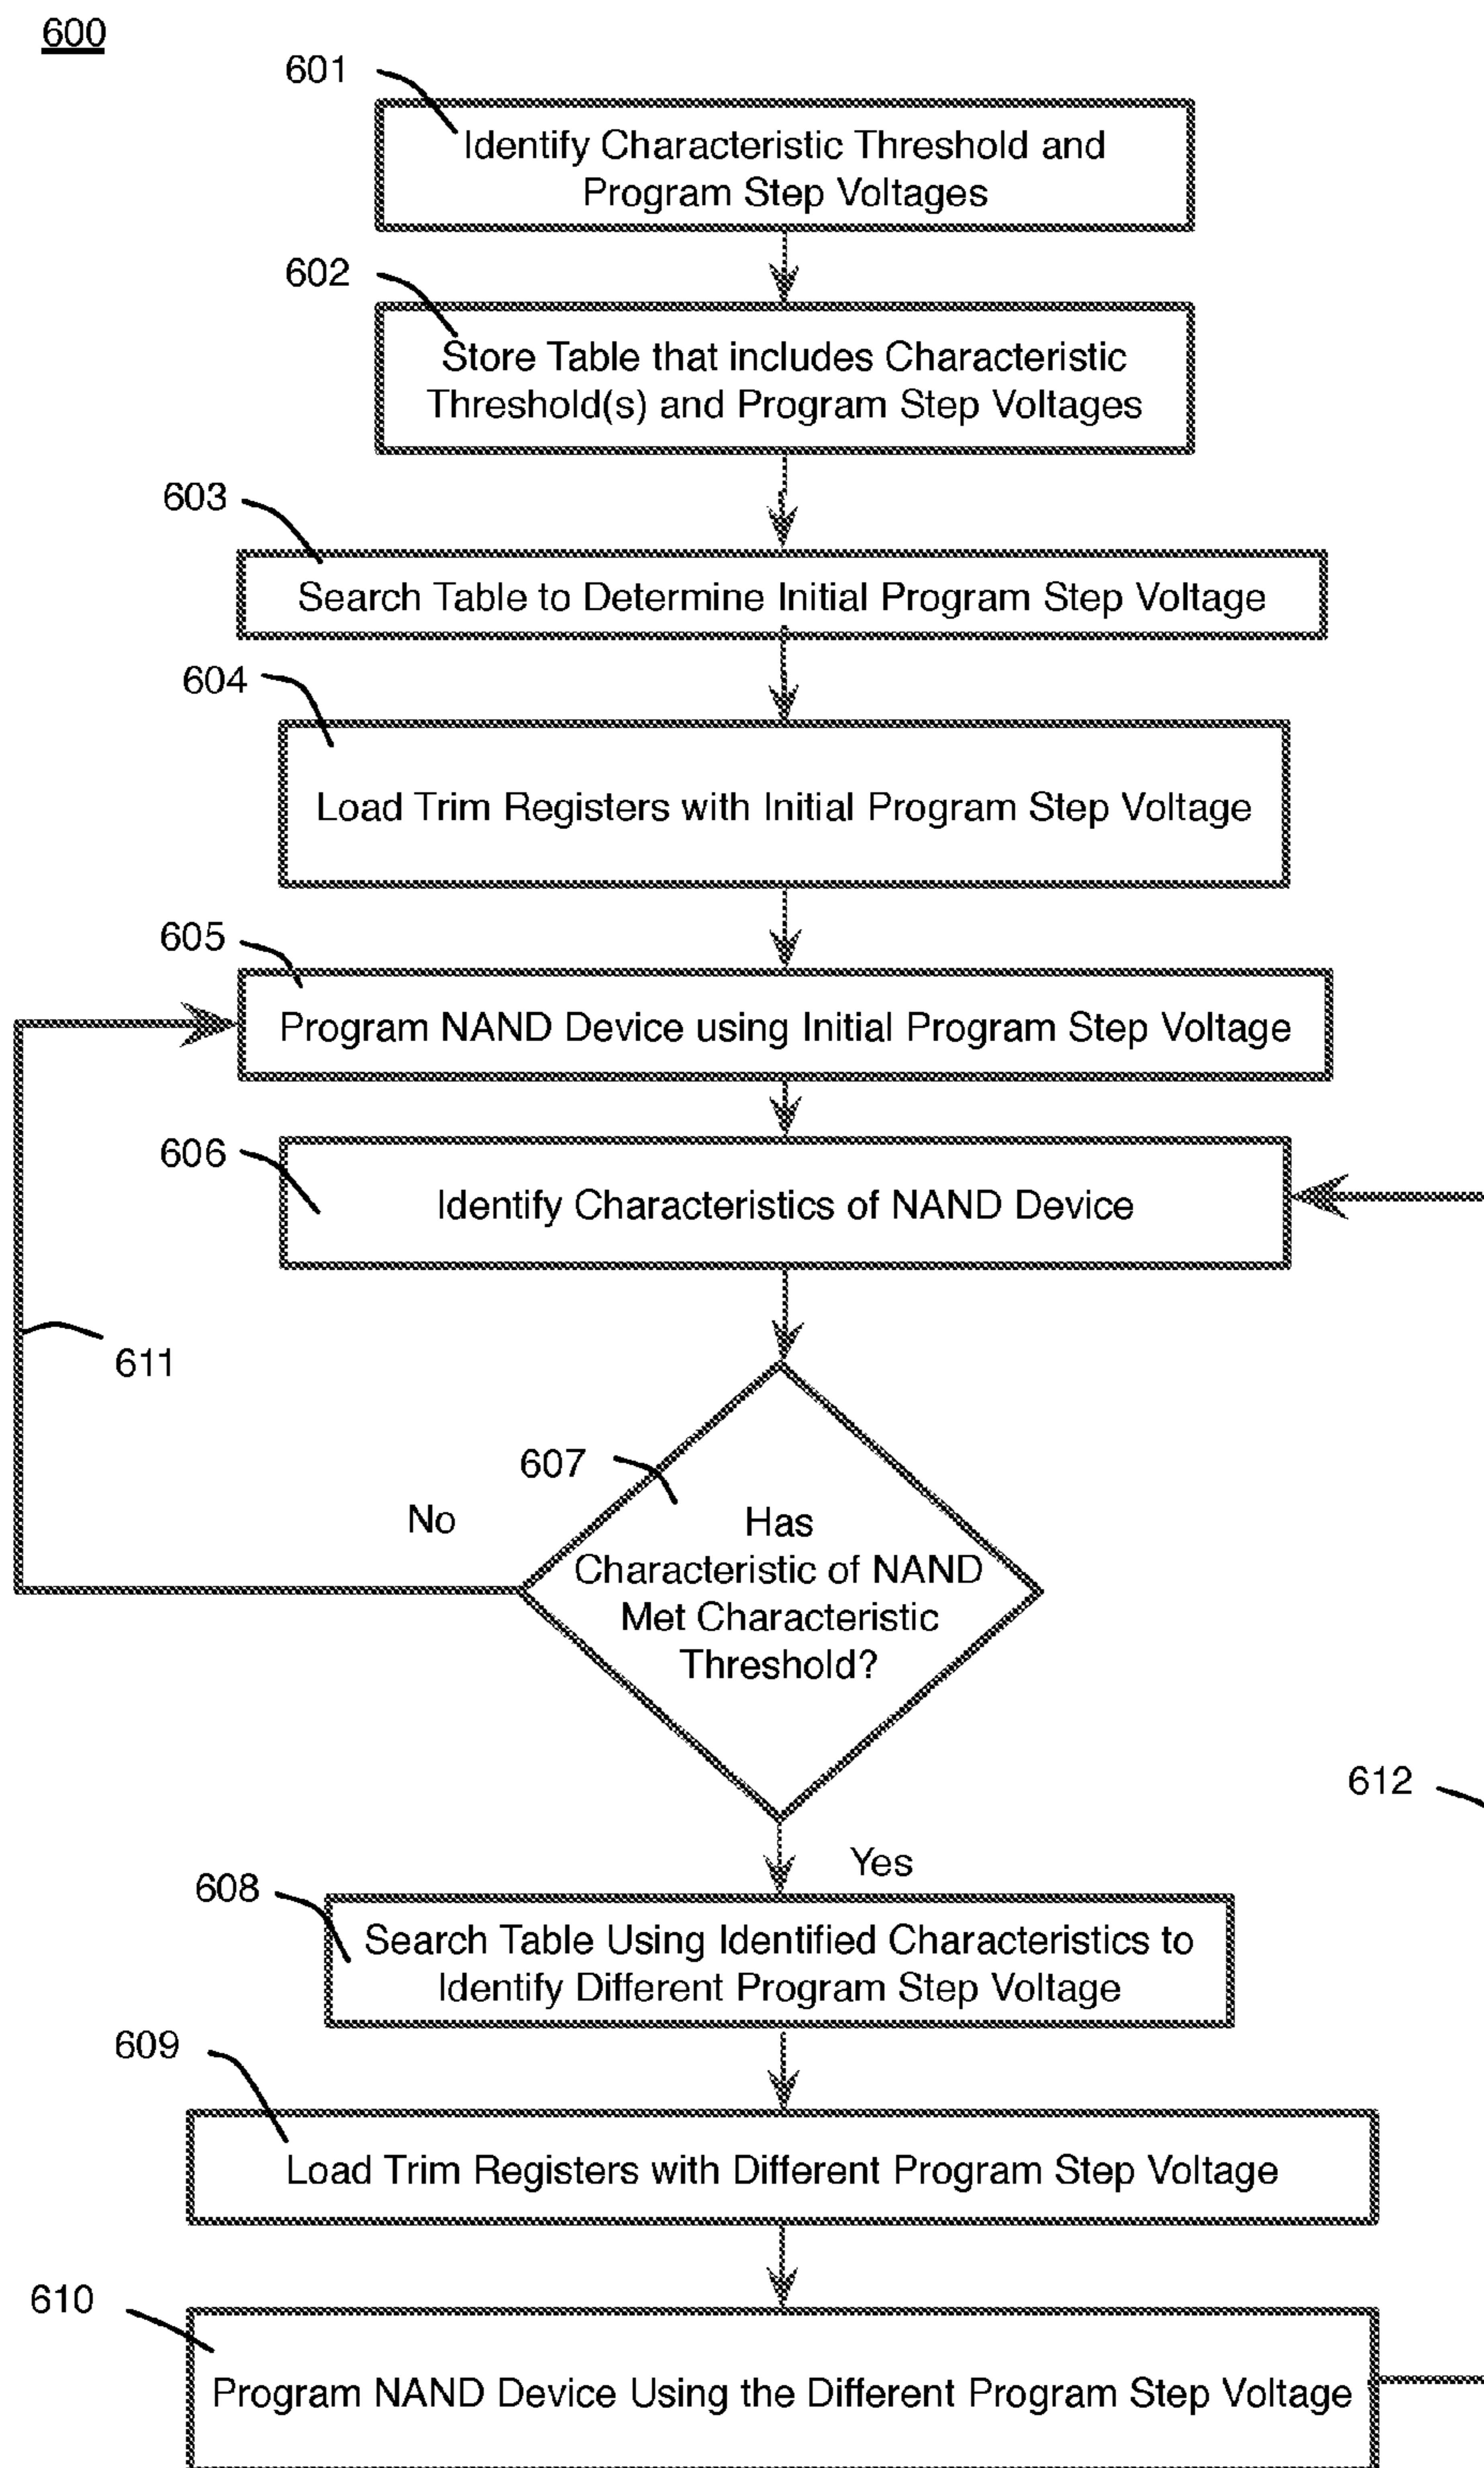 600
601
Identify Characteristic Threshold and
Program Step Voltages
602
Store Table that includes Characteristic
Threshold(s) and Program Step Voltages
603
Search Table to Determine Initial Program Step Voltage
604
Load Trim Registers with Initial Program Step Voltage
605
Program NAND Device using Initial Program Step Voltage
606
Identify Characteristics of NAND Device
611
607
No
Has
Characteristic of NAND
Met Characteristic
Threshold?
612
Yes
608
Search Table Using Identified Characteristics to
Identify Different Program Step Voltage
609
Load Trim Registers with Different Program Step Voltage
610
Program NAND Device Using the Different Program Step Voltage